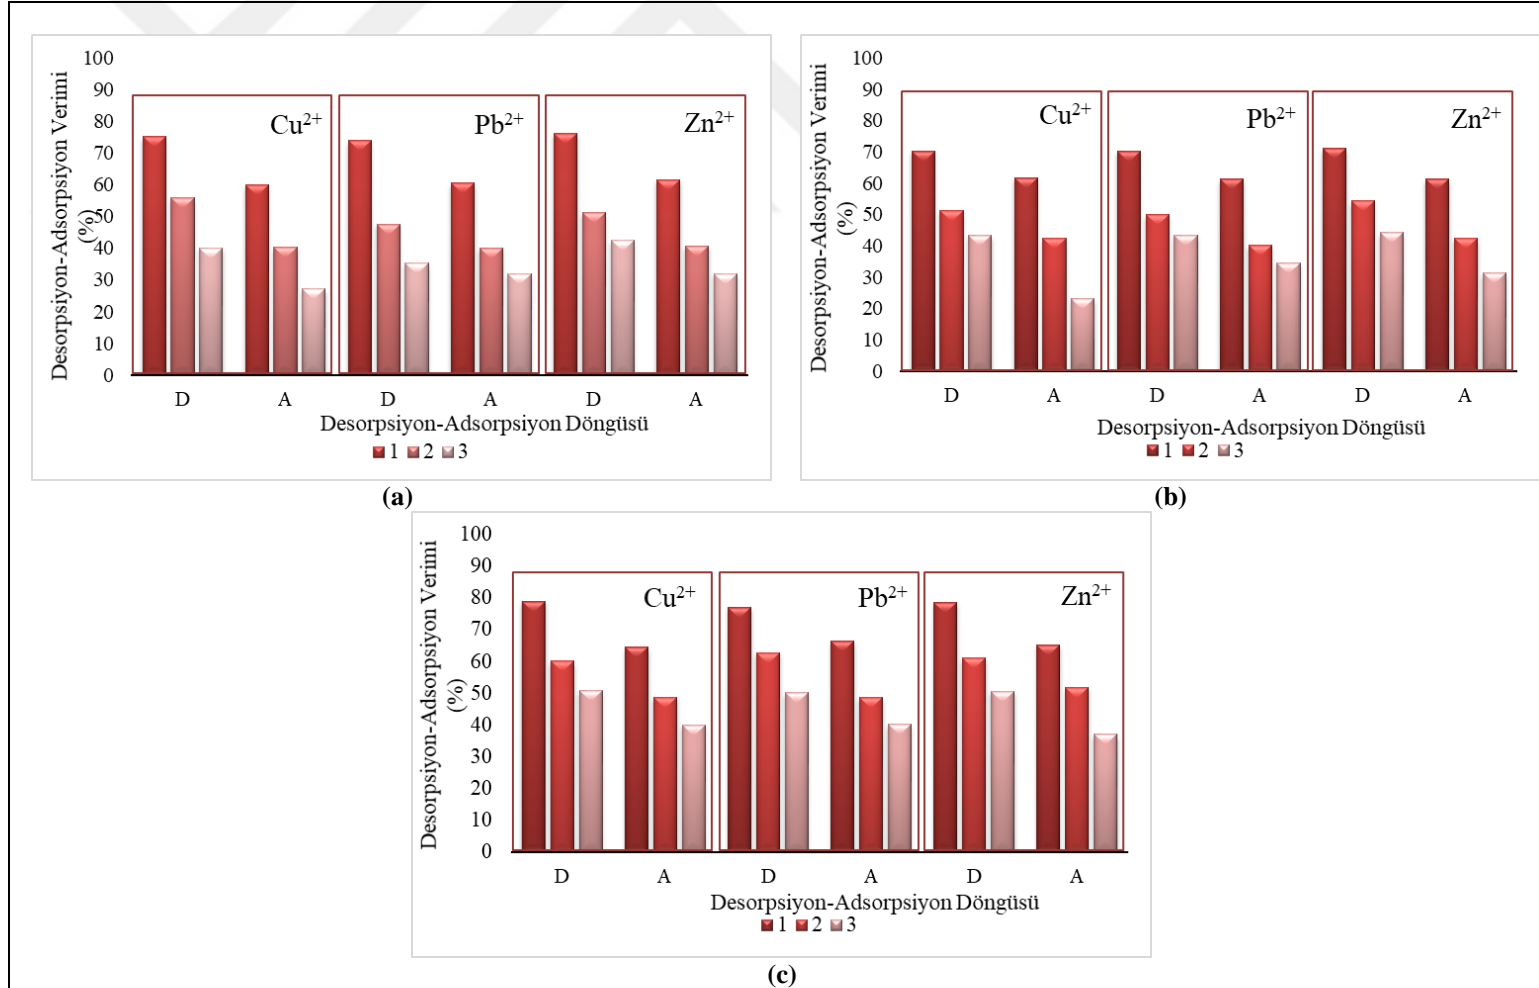 Desorpsiyon-Adsorpsiyon Verimi
(%)
100
90
80
70
60
50
40
30
20
10
0
Cu²⁺
Pb²⁺
Zn²⁺
D A D A D A
Desorpsiyon-Adsorpsiyon Döngüsü
1 2 3
(a)
Desorpsiyon-Adsorpsiyon Verimi
(%)
100
90
80
70
60
50
40
30
20
10
0
Cu²⁺
Pb²⁺
Zn²⁺
D A D A D A
Desorpsiyon-Adsorpsiyon Döngüsü
1 2 3
(b)
Desorpsiyon-Adsorpsiyon Verimi
(%)
100
90
80
70
60
50
40
30
20
10
0
Cu²⁺
Pb²⁺
Zn²⁺
D A D A D A
Desorpsiyon-Adsorpsiyon Döngüsü
1 2 3
(c)